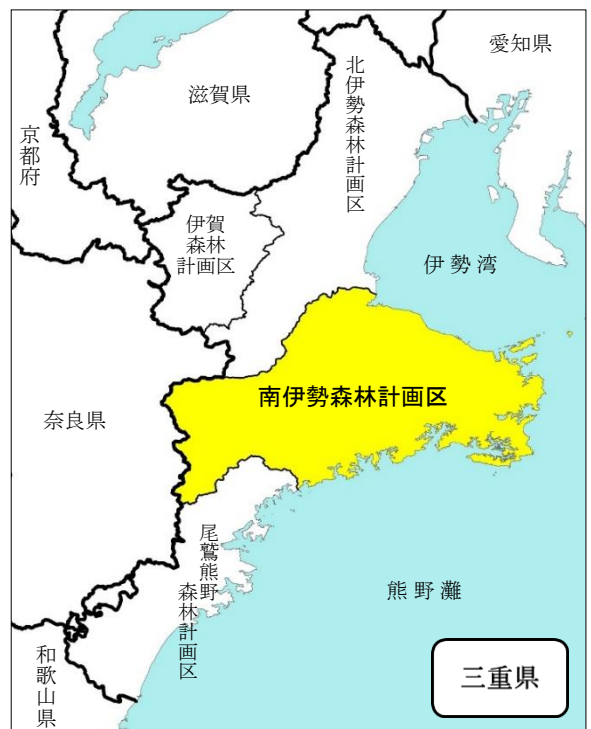 愛知県
滋賀県
北伊勢森林計画区
京都府
伊賀
森林
計画区
伊勢湾
南伊勢森林計画区
奈良県
尾鷲熊野
森林計画区
熊野灘
和歌山県
三重県